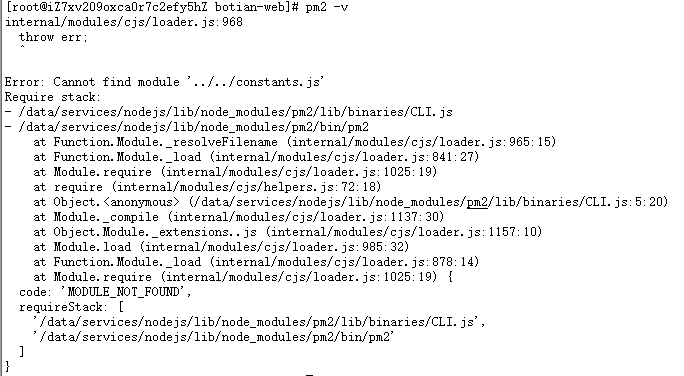 [root@iZ7xv209oxca0r7c2efy5hZ botian-web]# pm2 -v
internal/modules/cjs/loader.js:968
  throw err;
  ^

Error: Cannot find module '../../constants.js'
Require stack:
- /data/services/nodejs/lib/node_modules/pm2/lib/binaries/CLI.js
- /data/services/nodejs/lib/node_modules/pm2/bin/pm2
    at Function.Module._resolveFilename (internal/modules/cjs/loader.js:965:15)
    at Function.Module._load (internal/modules/cjs/loader.js:841:27)
    at Module.require (internal/modules/cjs/loader.js:1025:19)
    at require (internal/modules/cjs/helpers.js:72:18)
    at Object.<anonymous> (/data/services/nodejs/lib/node_modules/pm2/lib/binaries/CLI.js:5:20)
    at Module._compile (internal/modules/cjs/loader.js:1137:30)
    at Object.Module._extensions..js (internal/modules/cjs/loader.js:1157:10)
    at Module.load (internal/modules/cjs/loader.js:985:32)
    at Function.Module._load (internal/modules/cjs/loader.js:878:14)
    at Module.require (internal/modules/cjs/loader.js:1025:19) {
  code: 'MODULE_NOT_FOUND',
  requireStack: [
    '/data/services/nodejs/lib/node_modules/pm2/lib/binaries/CLI.js',
    '/data/services/nodejs/lib/node_modules/pm2/bin/pm2'
  ]
}